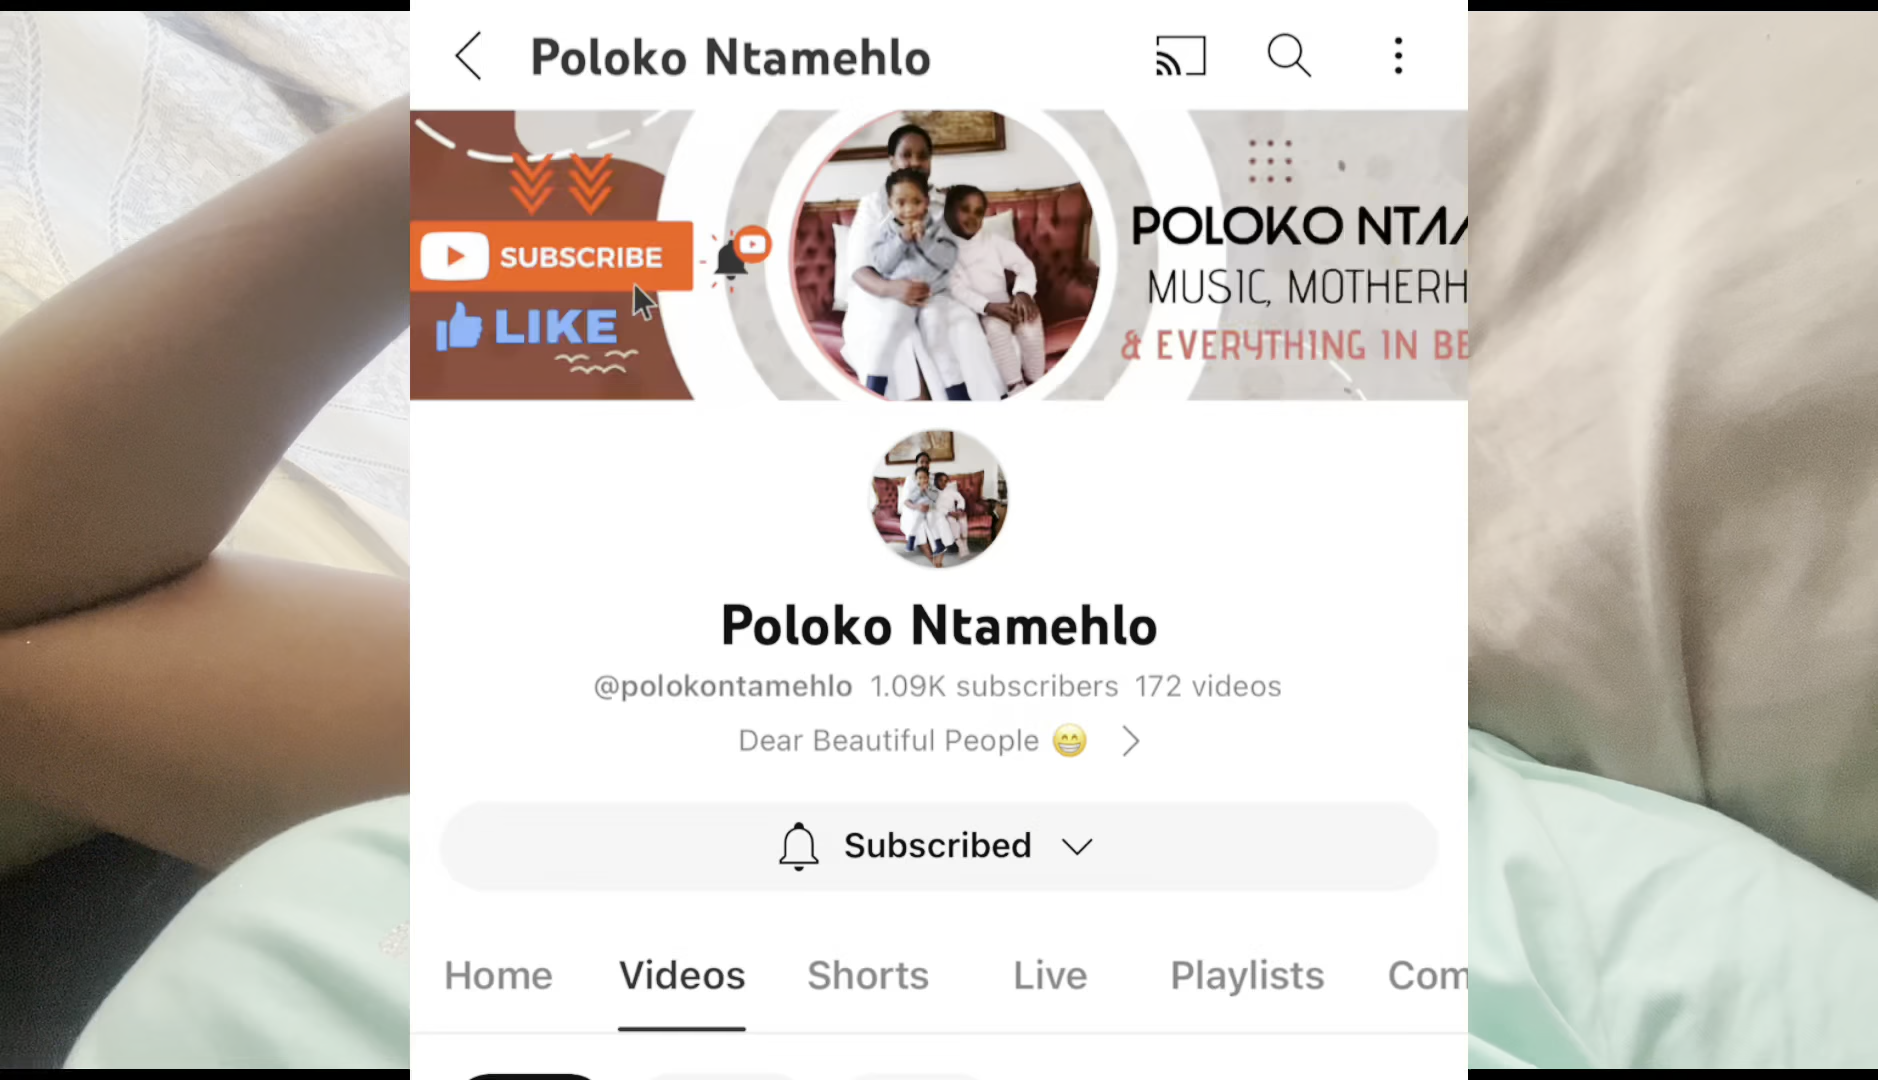 Poloko Ntamehlo
SUBSCRIBE
LIKE
POLOKO NTA
MUSIC, MOTHERH
& EVERYTHING IN BE
Poloko Ntamehlo
@polokontamehlo 1.09K subscribers 172 videos
Dear Beautiful People 😁
Subscribed
Home Videos Shorts Live Playlists Com